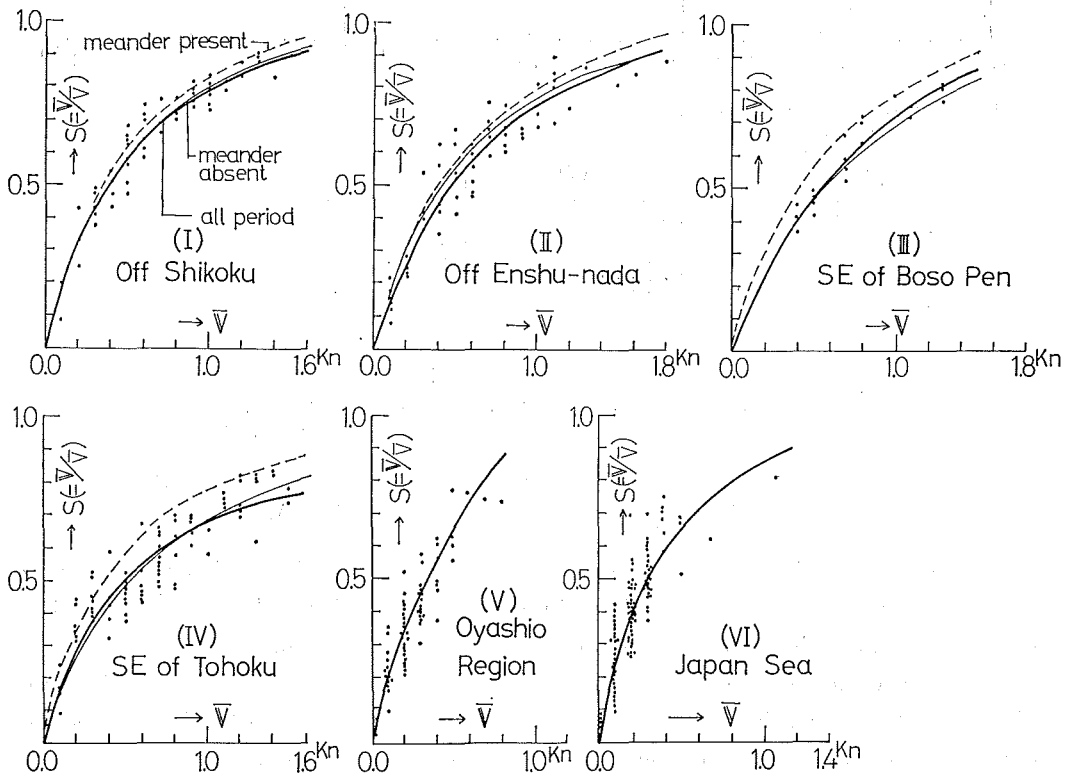 1.0
meander present
→ S(=𝕍̄/V̄)
0.5
meander
absent
all period
(I)
Off Shikoku
→ 𝕍̄
0.0 1.0 1.6Kn
1.0
→ S(=𝕍̄/V̄)
0.5
(II)
Off Enshu-nada
→ 𝕍̄
0.0 1.0 1.8Kn
1.0
→ S(=𝕍̄/V̄)
0.5
(III)
SE of Boso Pen
→ 𝕍̄
0.0 1.0 1.8Kn
1.0
→ S(=𝕍̄/V̄)
0.5
(IV)
SE of Tohoku
→ 𝕍̄
0.0 1.0 1.6Kn
1.0
→ S(=𝕍̄/V̄)
0.5
(V)
Oyashio
Region
→ 𝕍̄
0.0 1.0Kn
1.0
→ S(=𝕍̄/V̄)
0.5
(VI)
Japan Sea
→ 𝕍̄
0.0 1.0 1.4Kn